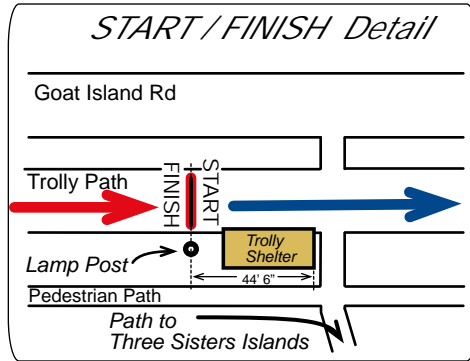 START / FINISH Detail
Goat Island Rd
Trolly Path
FINISH
START
Trolly
Shelter
Lamp Post
44' 6"
Pedestrian Path
Path to
Three Sisters Islands